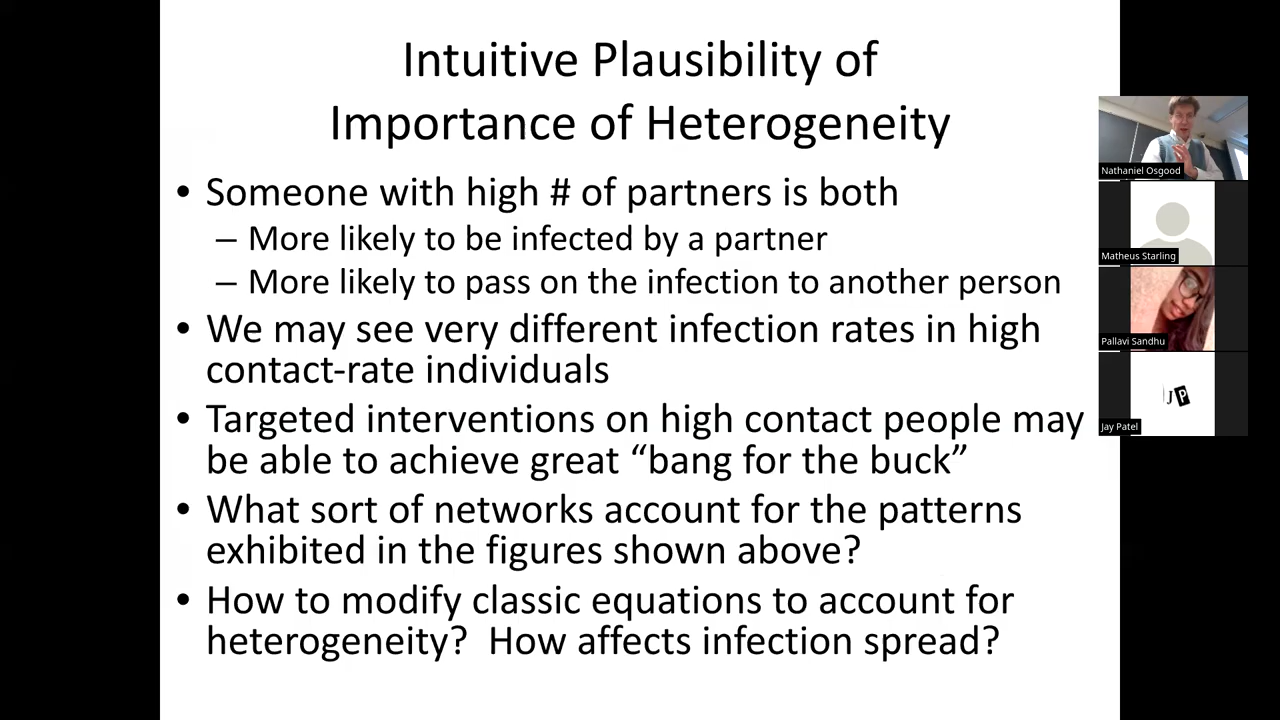 Intuitive Plausibility of
Importance of Heterogeneity
• Someone with high # of partners is both
– More likely to be infected by a partner
– More likely to pass on the infection to another person
• We may see very different infection rates in high
contact-rate individuals
• Targeted interventions on high contact people may
be able to achieve great “bang for the buck”
• What sort of networks account for the patterns
exhibited in the figures shown above?
• How to modify classic equations to account for
heterogeneity?  How affects infection spread?
Nathaniel Osgood
Matheus Starling
Pallavi Sandhu
JP
Jay Patel